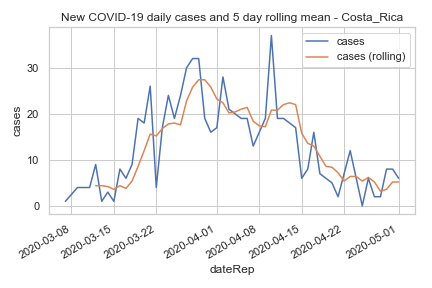 New COVID-19 daily cases and 5 day rolling mean - Costa_Rica
cases
cases (rolling)
30
20
10
0
cases
2020-03-08
2020-03-15
2020-03-22
2020-04-01
2020-04-08
2020-04-15
2020-04-22
2020-05-01
dateRep